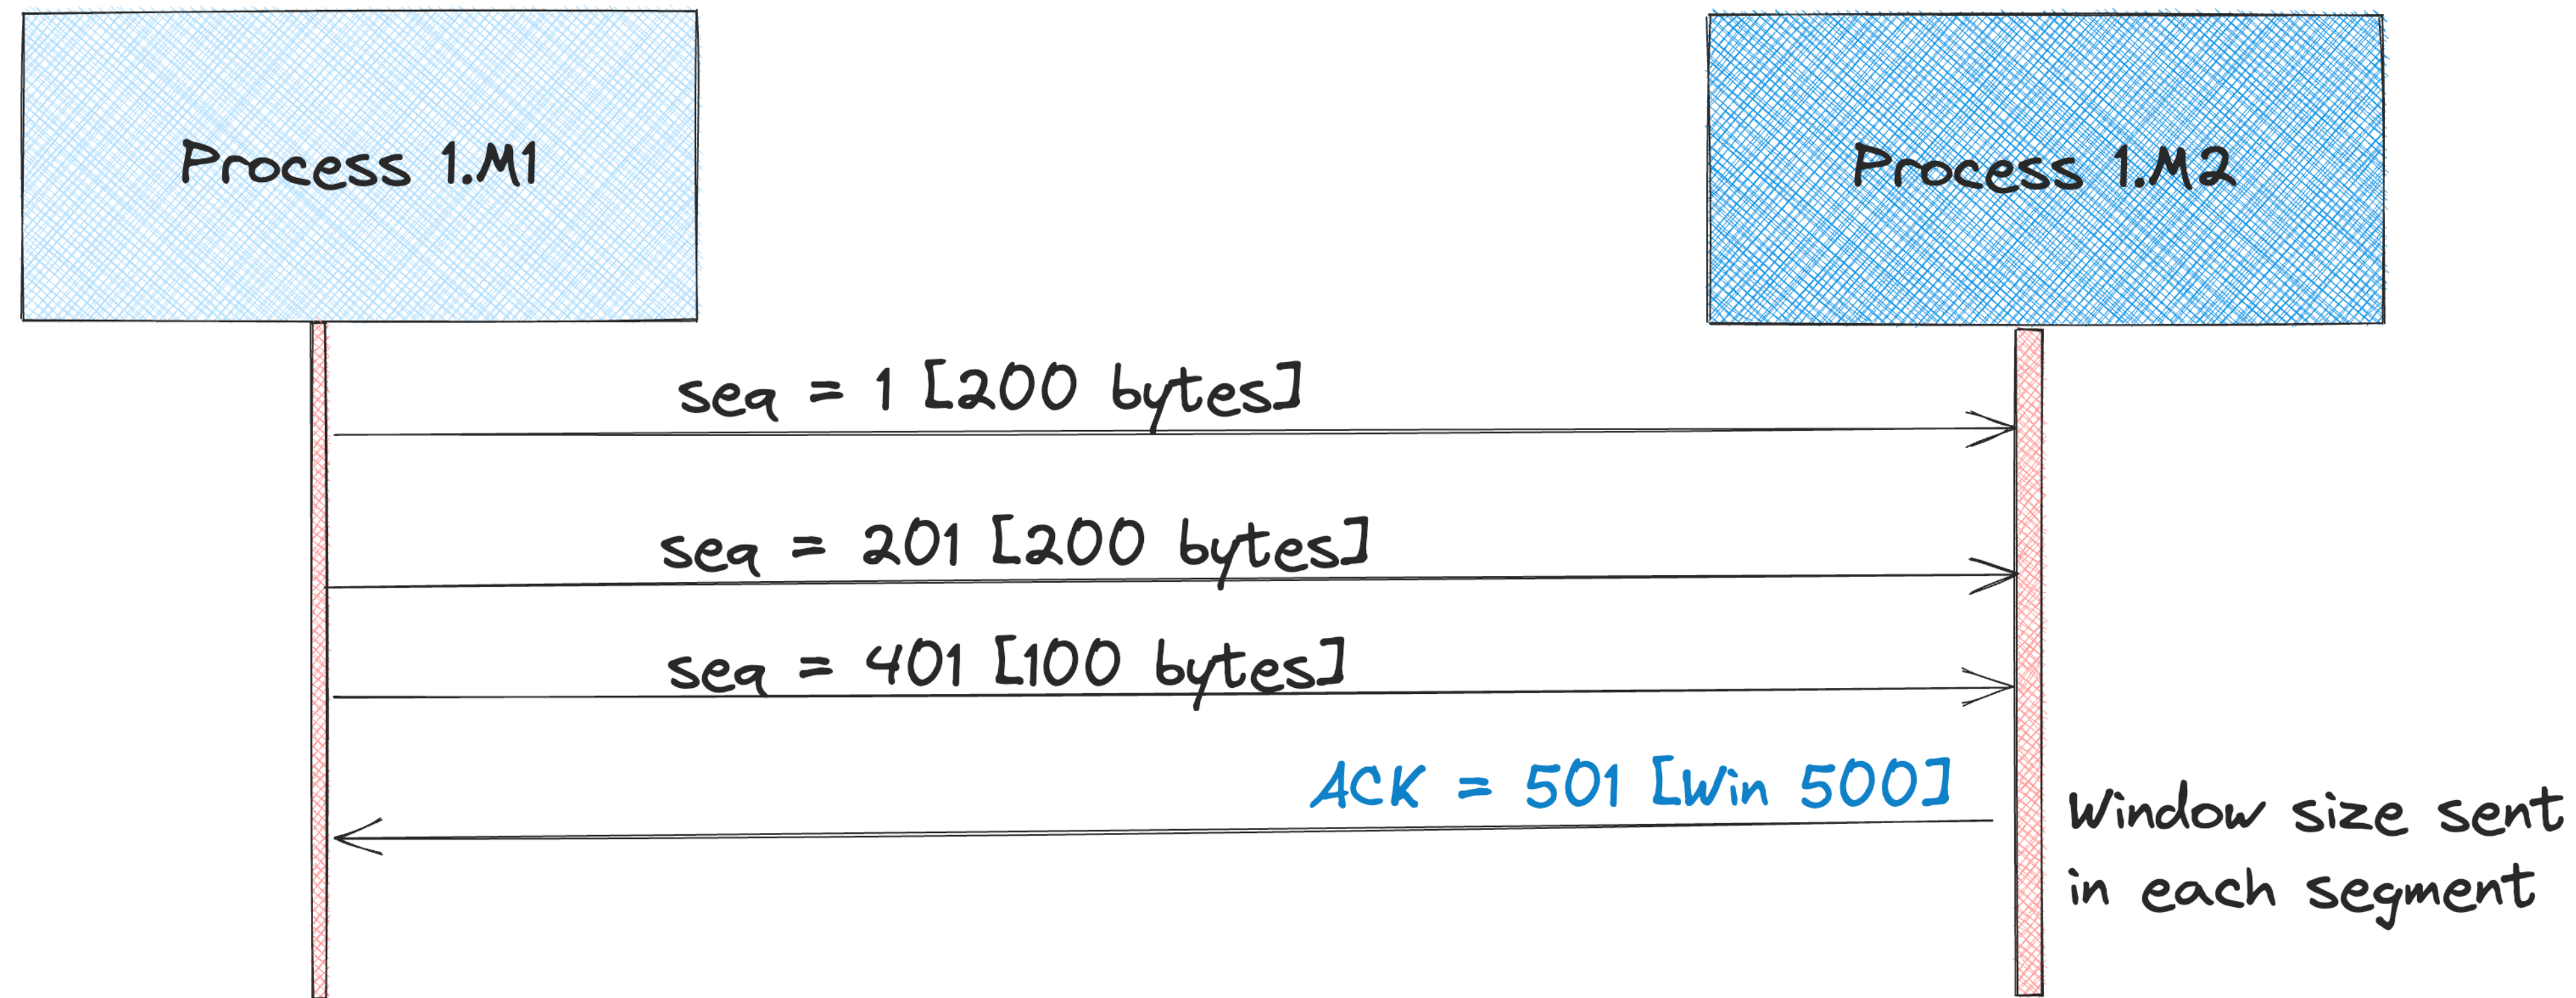 Process 1.M1
Process 1.M2
seq = 1 [200 bytes]
seq = 201 [200 bytes]
seq = 401 [100 bytes]
ACK = 501 [Win 500]
Window size sent
in each segment